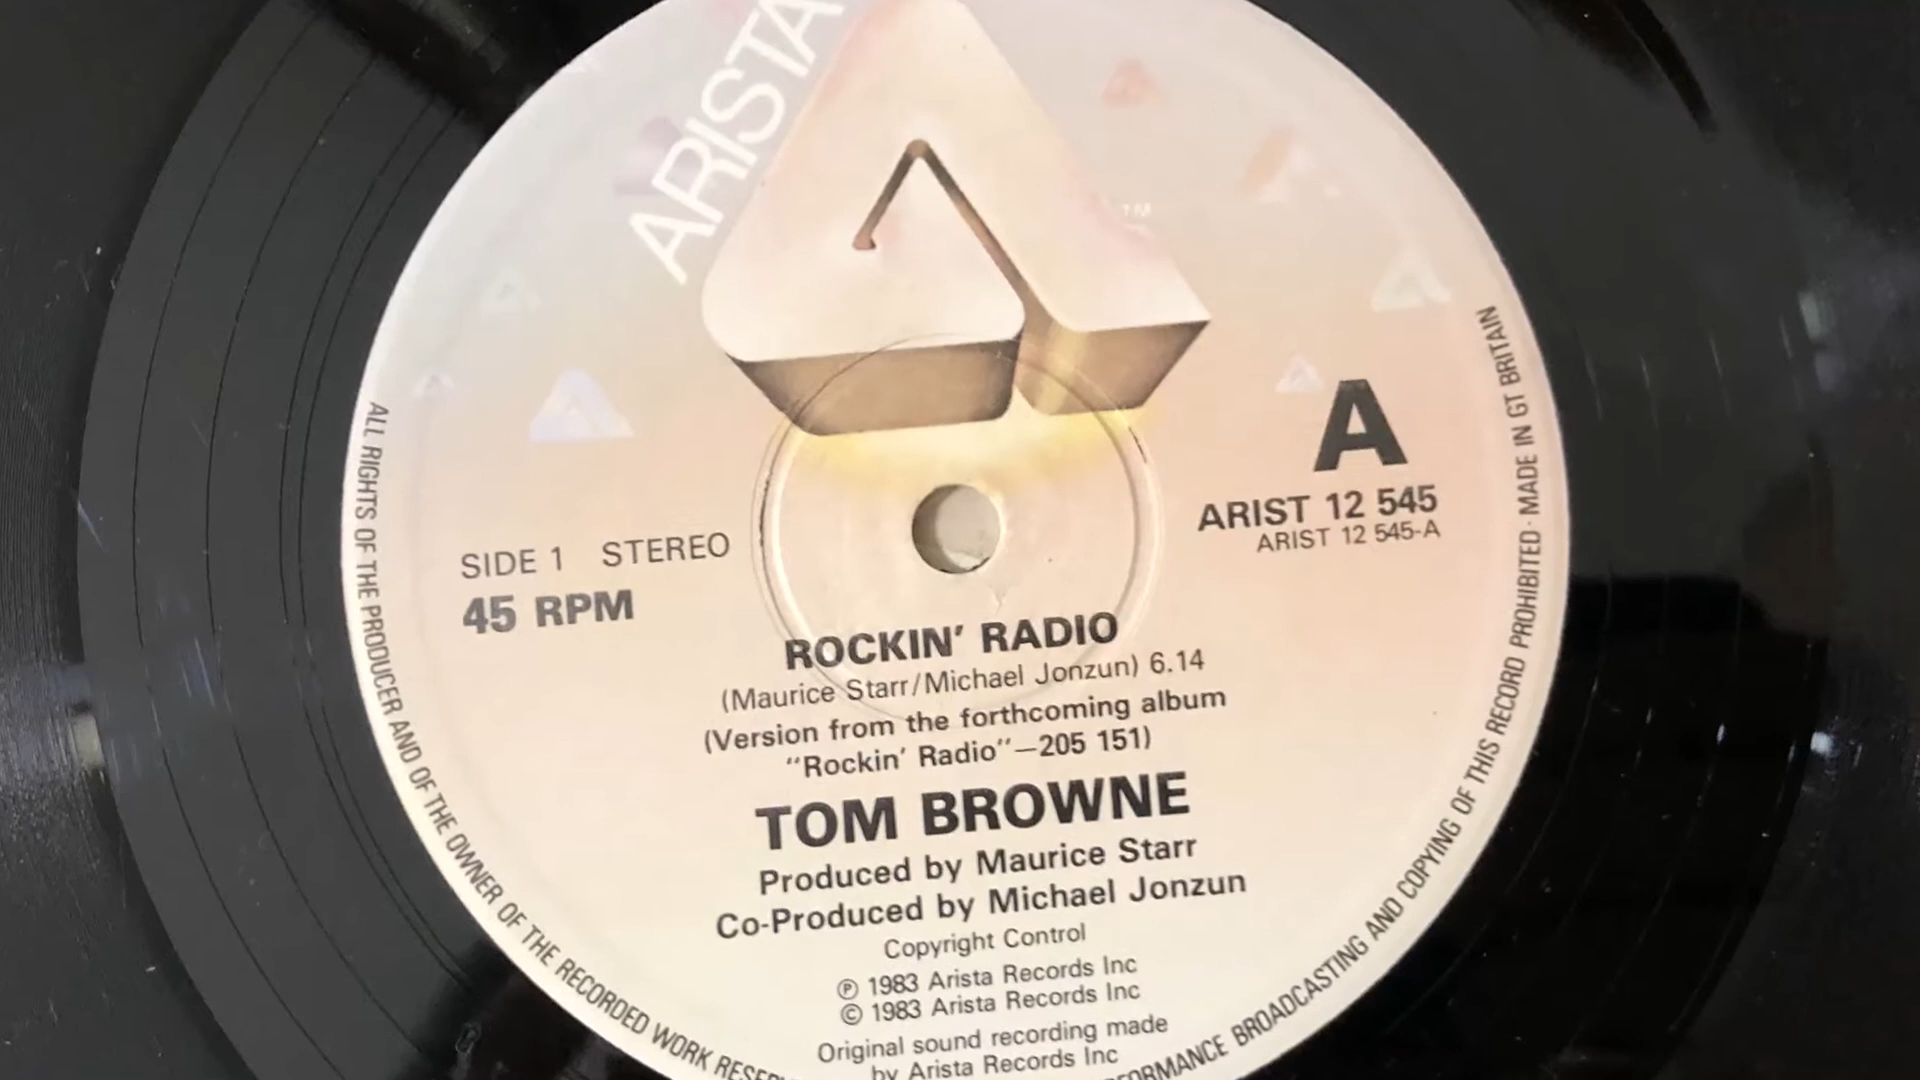 ARISTA
TM
A
ARIST 12 545
ARIST 12 545-A
SIDE 1 STEREO
45 RPM
ROCKIN' RADIO
(Maurice Starr/Michael Jonzun) 6.14
(Version from the forthcoming album
"Rockin' Radio"—205 151)
TOM BROWNE
Produced by Maurice Starr
Co-Produced by Michael Jonzun
Copyright Control
Ⓟ 1983 Arista Records Inc
© 1983 Arista Records Inc
Original sound recording made
by Arista Records Inc
ALL RIGHTS OF THE PRODUCER AND OF THE OWNER OF THE RECORDED WORK
BROADCASTING AND COPYING OF THIS RECORD PROHIBITED · MADE IN GT BRITAIN